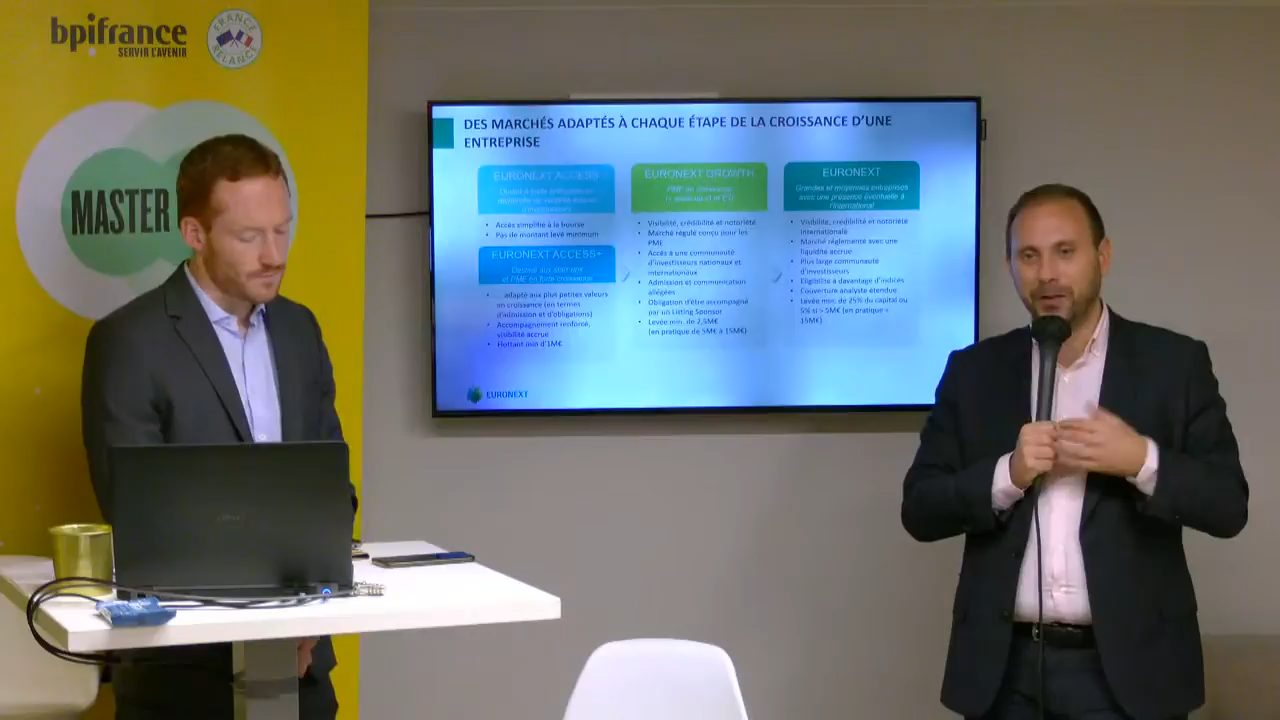 bpifrance
SERVIR L'AVENIR
FRANCE
RELANCE
MASTER
DES MARCHÉS ADAPTÉS À CHAQUE ÉTAPE DE LA CROISSANCE D'UNE
ENTREPRISE
EURONEXT ACCESS
• Accès simplifié à la bourse
• Pas de montant levé minimum
EURONEXT ACCESS+
et PME en forte croissance
• … adapté aux plus petites valeurs
en croissance (en termes
d'admission et d'obligations)
• Accompagnement renforcé,
visibilité accrue
• Flottant min d'1M€
EURONEXT GROWTH
• Visibilité, crédibilité et notoriété
• Marché régulé conçu pour les
PME
• Accès à une communauté
d'investisseurs nationaux et
internationaux
• Admission et communication
allégées
• Obligation d'être accompagné
par un Listing Sponsor
• Levée min. de 2,5M€
(en pratique de 5M€ à 15M€)
EURONEXT
Grandes et moyennes entreprises
avec une présence éventuelle à
l'international
• Visibilité, crédibilité et notoriété
internationale
• Marché réglementé avec une
liquidité accrue
• Plus large communauté
d'investisseurs
• Eligibilité à davantage d'indices
• Couverture analyste étendue
• Levée min. de 25% du capital ou
5% si > 5M€ (en pratique >
15M€)
EURONEXT